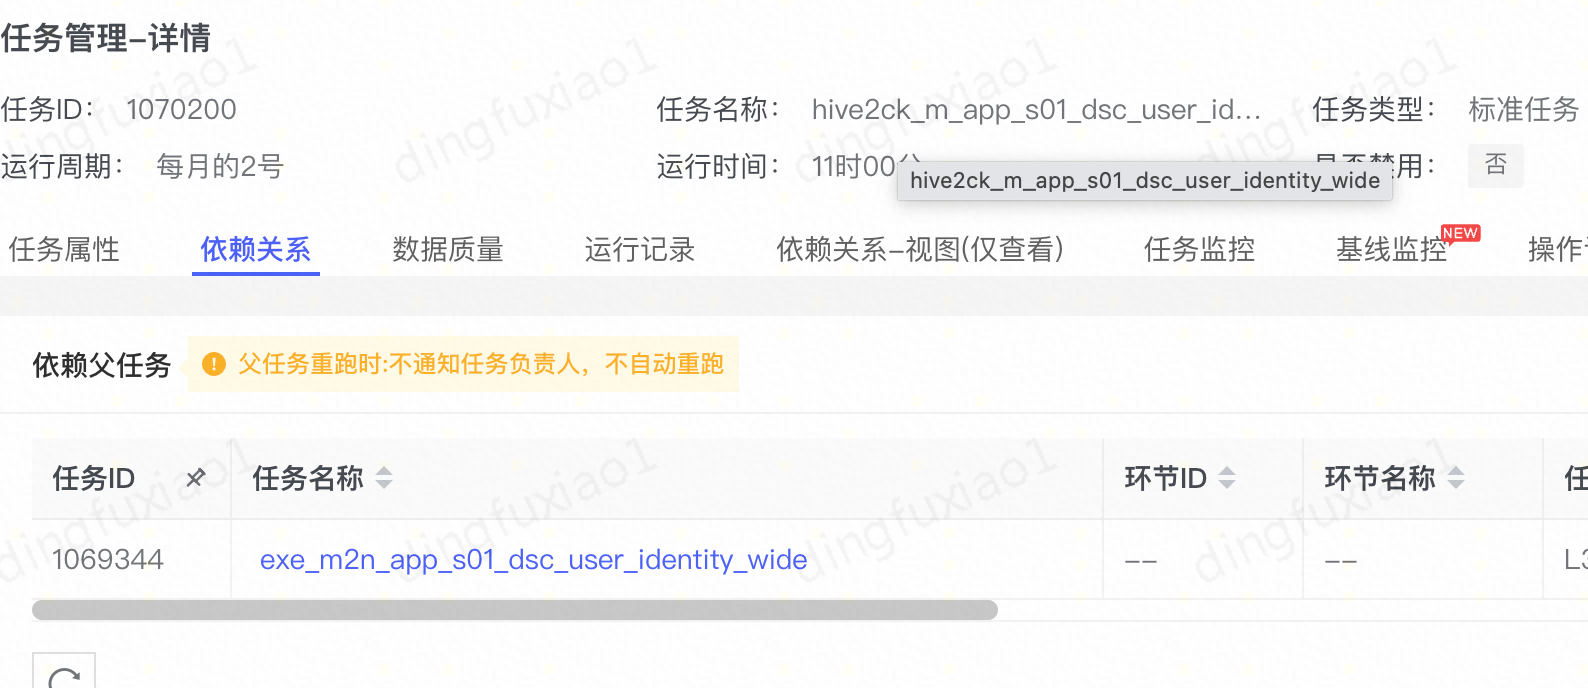 任务管理-详情
任务ID： 1070200 任务名称： hive2ck_m_app_s01_dsc_user_id... 任务类型： 标准任务
运行周期： 每月的2号 运行时间： 11时00分 用： 否
hive2ck_m_app_s01_dsc_user_identity_wide
任务属性 依赖关系 数据质量 运行记录 依赖关系-视图(仅查看) 任务监控 基线监控 NEW 操作
依赖父任务 父任务重跑时:不通知任务负责人，不自动重跑
任务ID 任务名称 环节ID 环节名称 任
1069344 exe_m2n_app_s01_dsc_user_identity_wide -- -- L3
dingfuxiao1